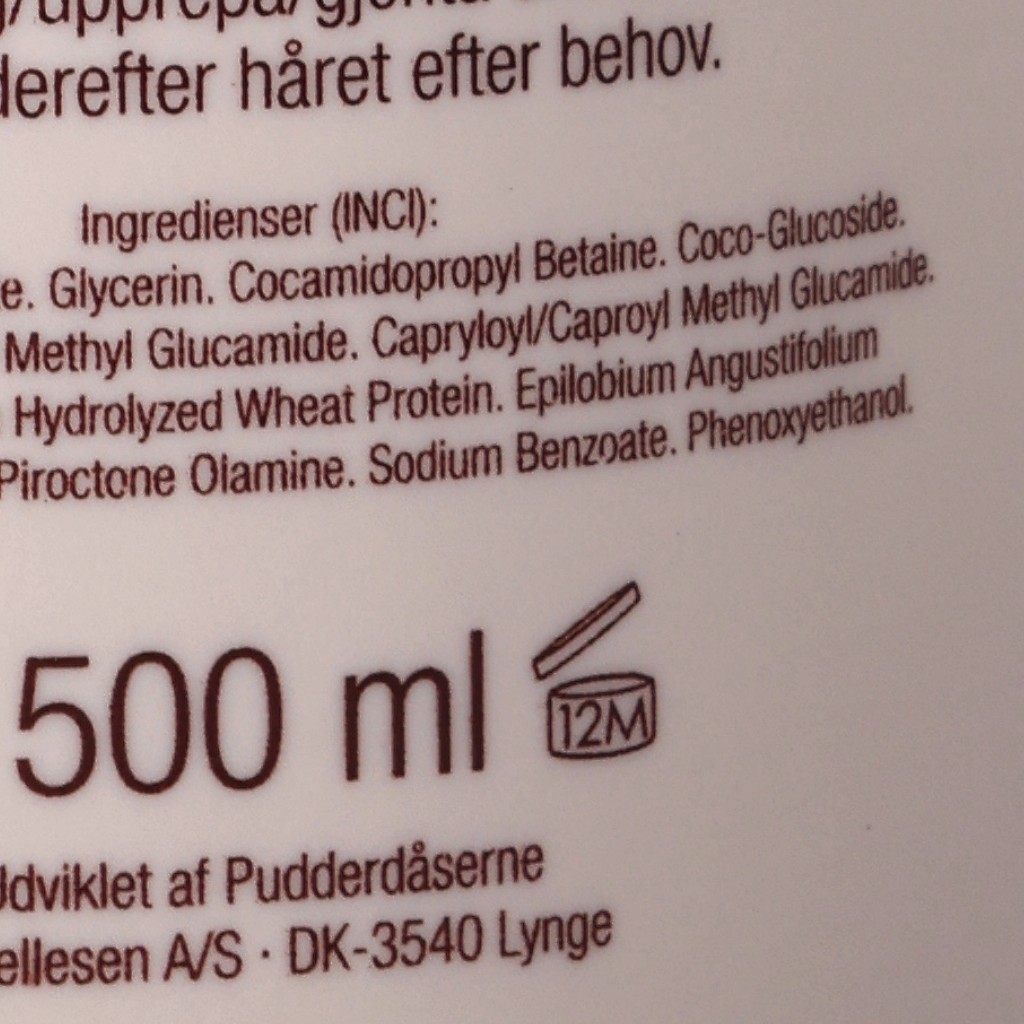 derefter håret efter behov.
Ingredienser (INCI):
Glycerin. Cocamidopropyl Betaine. Coco-Glucoside.
Methyl Glucamide. Capryloyl/Caproyl Methyl Glucamide.
Hydrolyzed Wheat Protein. Epilobium Angustifolium
Piroctone Olamine. Sodium Benzoate. Phenoxyethanol.
500 ml 12M
Udviklet af Pudderdåserne
ellesen A/S · DK-3540 Lynge